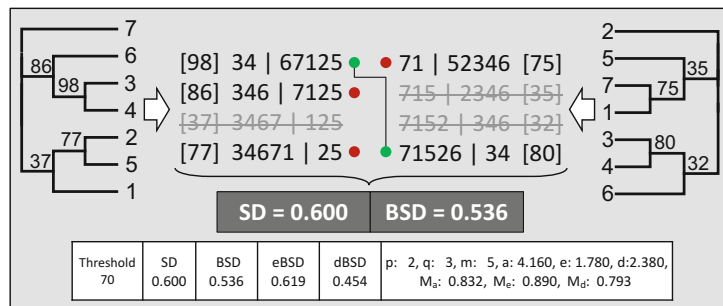 7
86
6
98
3
4
77
2
37
5
1
[98] 34 | 67125
[86] 346 | 7125
[37] 3467 | 125
[77] 34671 | 25
71 | 52346 [75]
715 | 2346 [35]
7152 | 346 [32]
71526 | 34 [80]
2
5
35
7
75
1
3
80
4
32
6
SD = 0.600
BSD = 0.536
Threshold 70
SD 0.600
BSD 0.536
eBSD 0.619
dBSD 0.454
p: 2, q: 3, m: 5, a: 4.160, e: 1.780, d:2.380,
Ma: 0.832, Me: 0.890, Md: 0.793